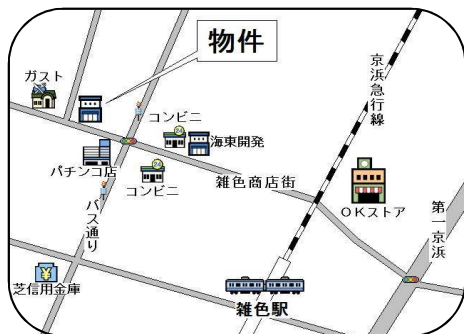 物件
ガスト
京浜急行線
コンビニ
海東開発
パチンコ店
コンビニ
雑色商店街
バス通り
OKストア
第一京浜
芝信用金庫
¥
雑色駅
24
24